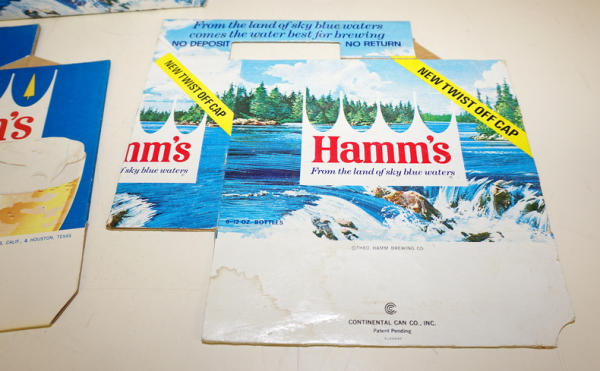 From the land of sky blue waters
comes the water best for brewing
NO DEPOSIT
NO RETURN
NEW TWIST OFF CAP
NEW TWIST OFF CAP
m's
mm's
Hamm's
f sky blue waters
From the land of sky blue waters
CALIF., & HOUSTON, TEXAS
6-12 OZ. BOTTLES
©THEO. HAMM BREWING CO.
CONTINENTAL CAN CO., INC.
Patent Pending